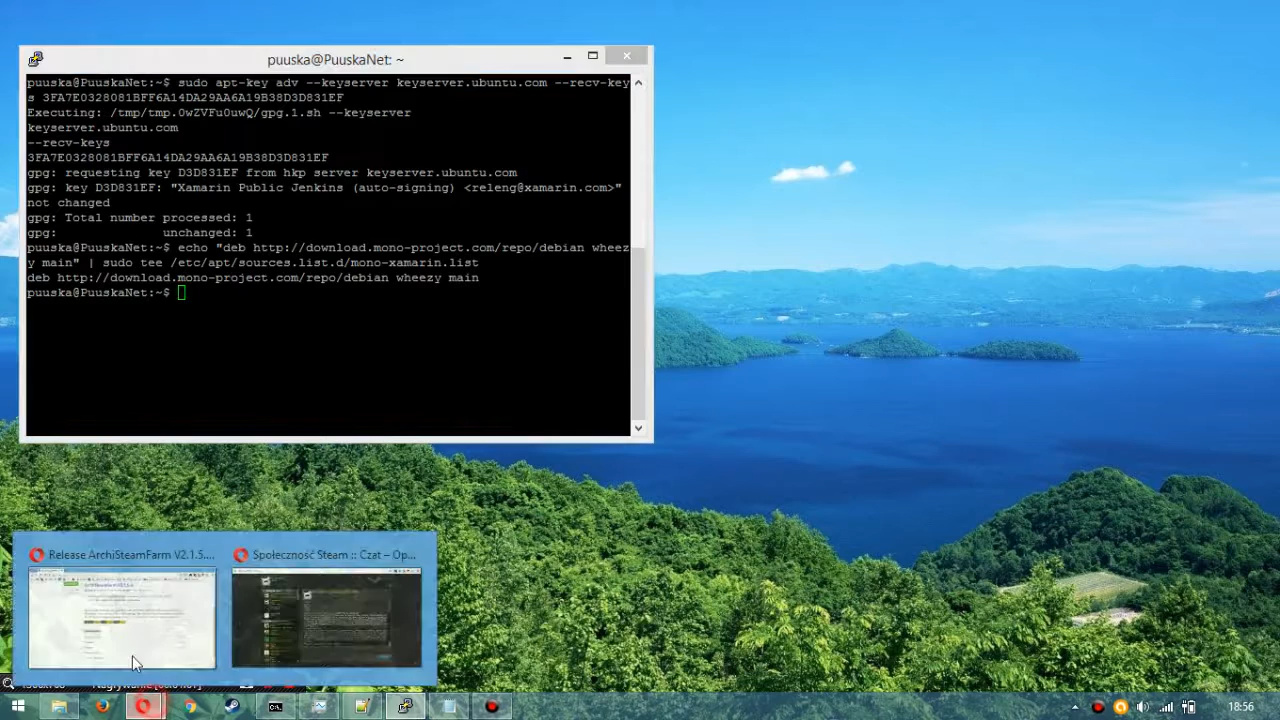 puuska@PuuskaNet: ~
puuska@PuuskaNet:~$ sudo apt-key adv --keyserver keyserver.ubuntu.com --recv-key
s 3FA7E0328081BFF6A14DA29AA6A19B38D3D831EF
Executing: /tmp/tmp.0wZVFu0uwQ/gpg.1.sh --keyserver
keyserver.ubuntu.com
--recv-keys
3FA7E0328081BFF6A14DA29AA6A19B38D3D831EF
gpg: requesting key D3D831EF from hkp server keyserver.ubuntu.com
gpg: key D3D831EF: "Xamarin Public Jenkins (auto-signing) <releng@xamarin.com>"
not changed
gpg: Total number processed: 1
gpg:              unchanged: 1
puuska@PuuskaNet:~$ echo "deb http://download.mono-project.com/repo/debian wheez
y main" | sudo tee /etc/apt/sources.list.d/mono-xamarin.list
deb http://download.mono-project.com/repo/debian wheezy main
puuska@PuuskaNet:~$
Release ArchiSteamFarm V2.1.5....
Społeczność Steam :: Czat – Op...
18:56